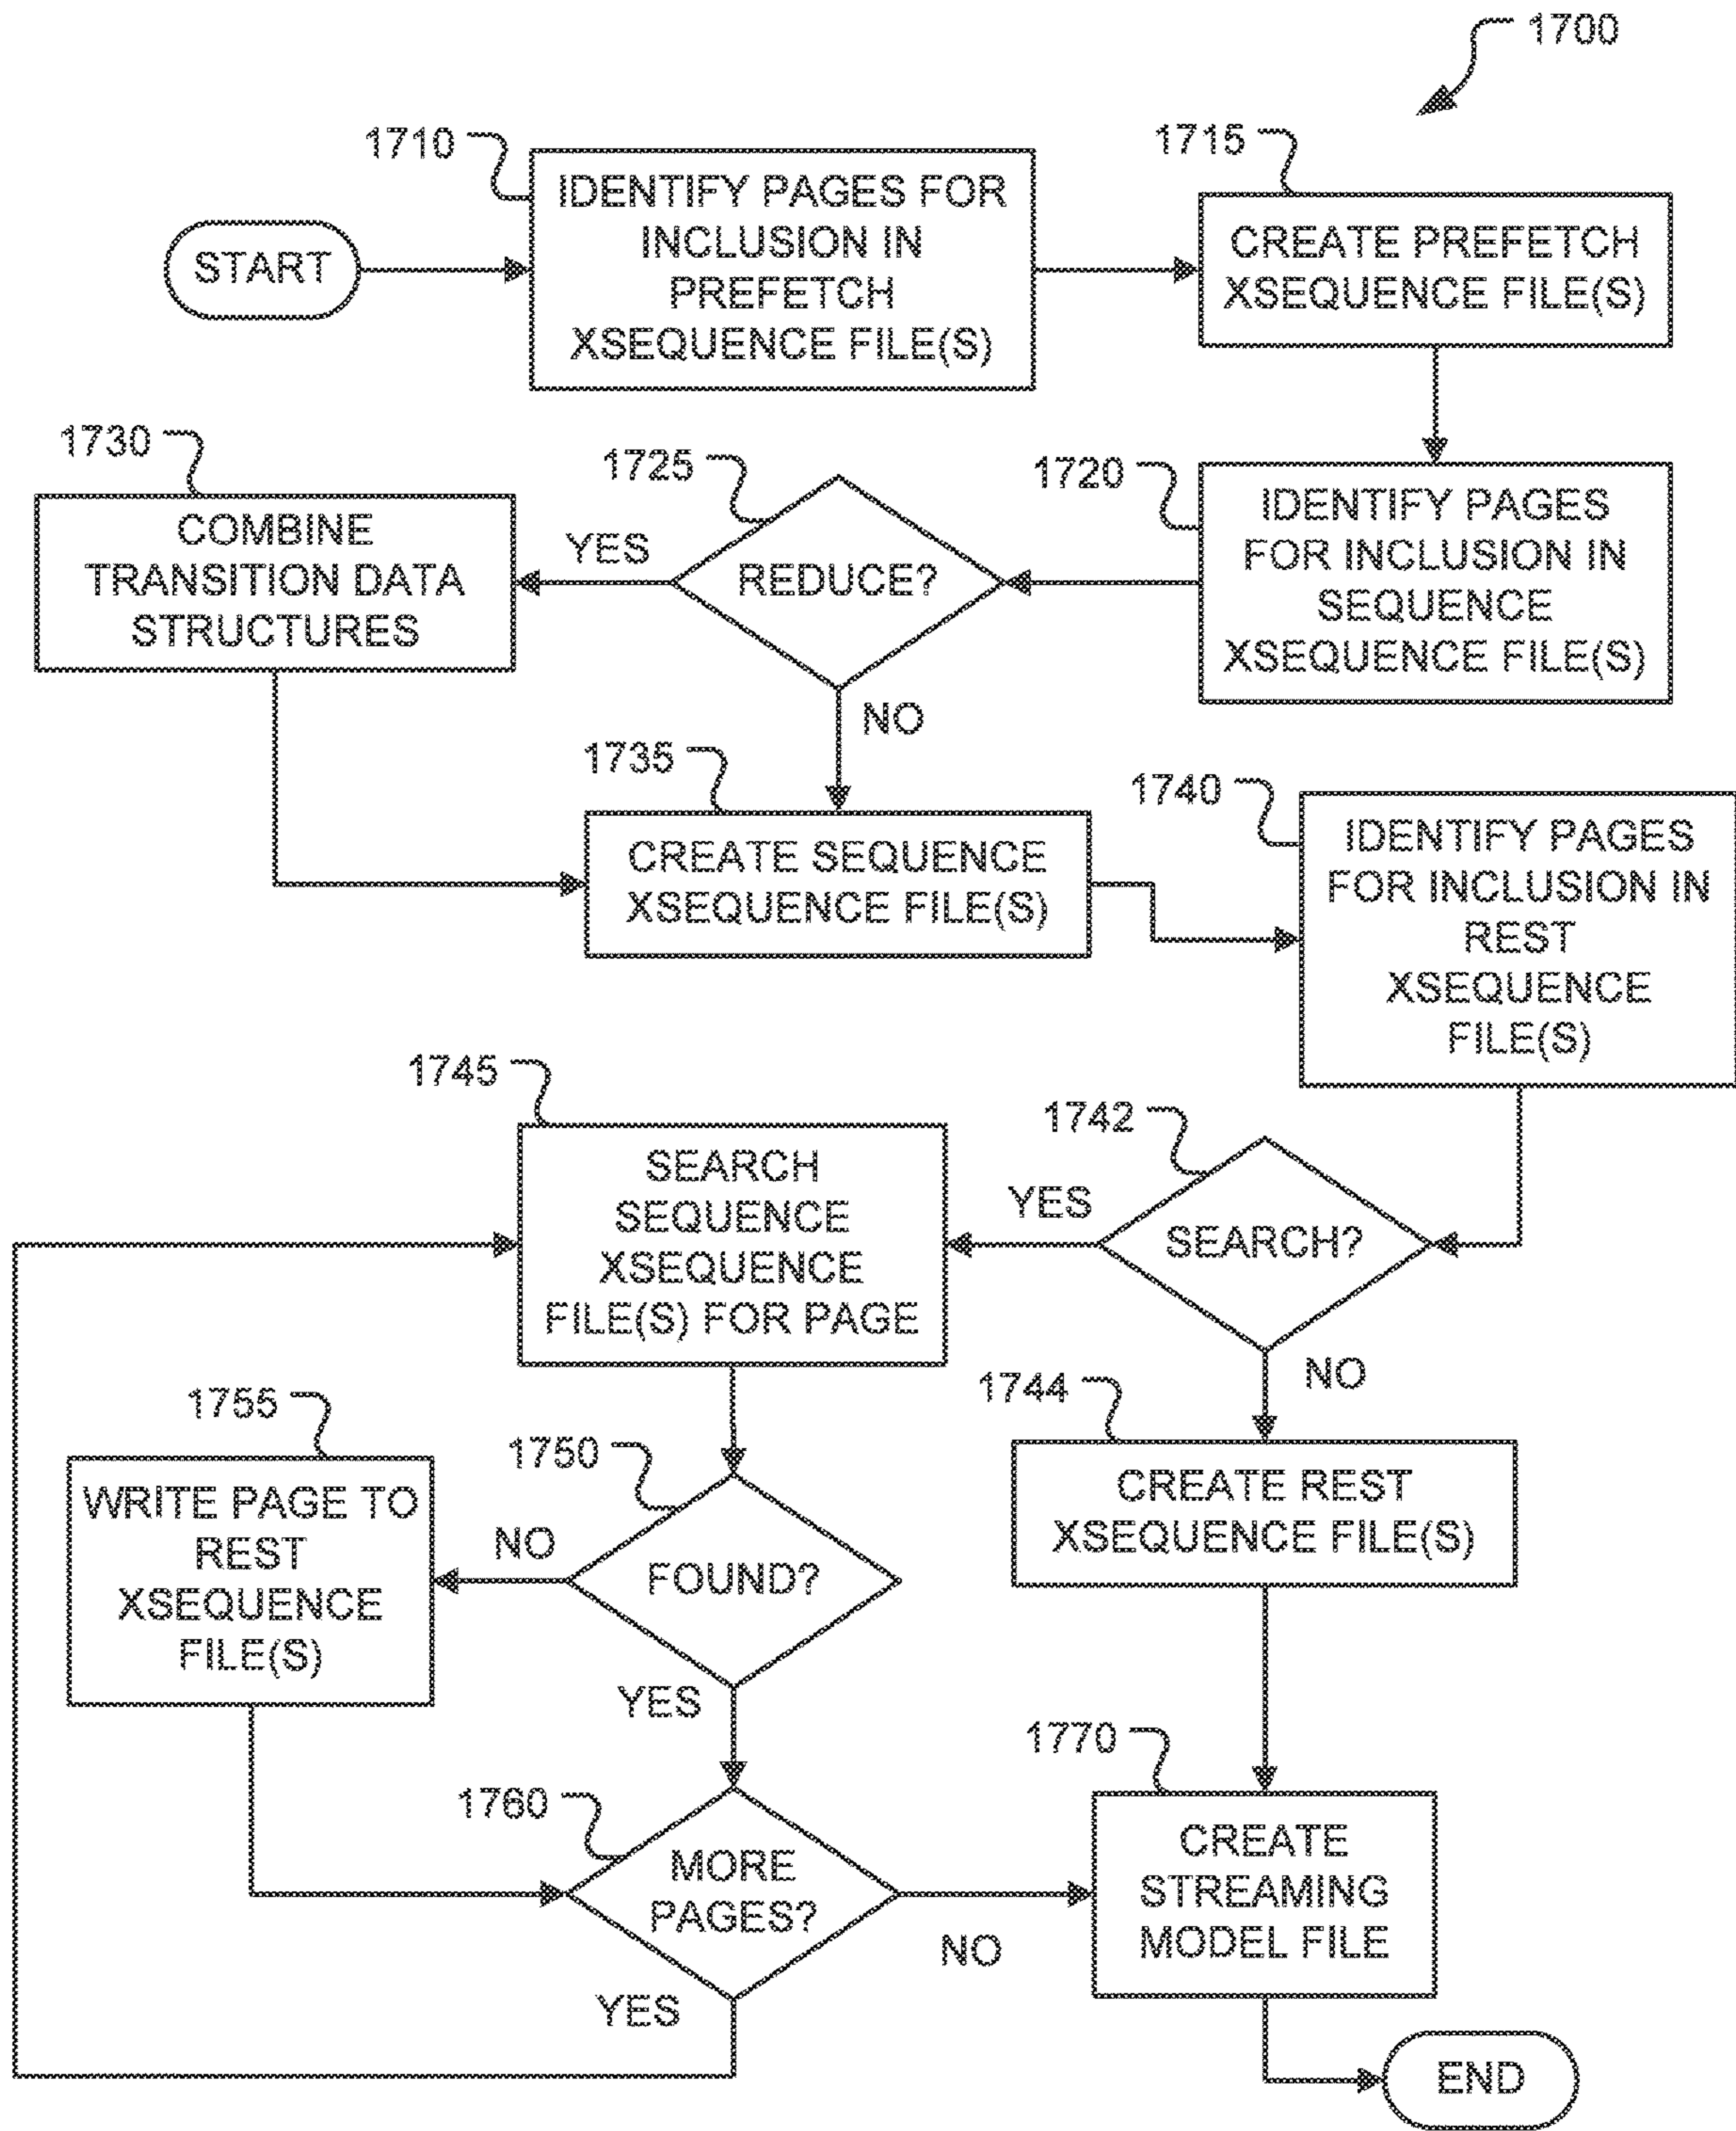 1700
1710
IDENTIFY PAGES FOR
INCLUSION IN
PREFETCH
XSEQUENCE FILE(S)
1715
CREATE PREFETCH
XSEQUENCE FILE(S)
START
1730
COMBINE
TRANSITION DATA
STRUCTURES
YES
1725
REDUCE?
NO
1720
IDENTIFY PAGES
FOR INCLUSION IN
SEQUENCE
XSEQUENCE FILE(S)
1735
CREATE SEQUENCE
XSEQUENCE FILE(S)
1740
IDENTIFY PAGES
FOR INCLUSION IN
REST
XSEQUENCE
FILE(S)
1745
SEARCH
SEQUENCE
XSEQUENCE
FILE(S) FOR PAGE
YES
1742
SEARCH?
NO
1744
CREATE REST
XSEQUENCE FILE(S)
1755
WRITE PAGE TO
REST
XSEQUENCE
FILE(S)
NO
1750
FOUND?
YES
1760
MORE
PAGES?
NO
YES
1770
CREATE
STREAMING
MODEL FILE
END